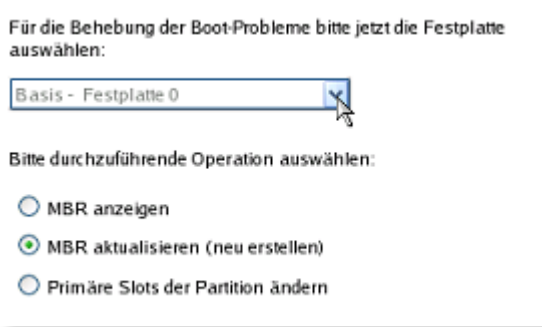 Für die Behebung der Boot-Probleme bitte jetzt die Festplatte
auswählen:
Basis - Festplatte 0
Bitte durchzuführende Operation auswählen:
MBR anzeigen
MBR aktualisieren (neu erstellen)
Primäre Slots der Partition ändern